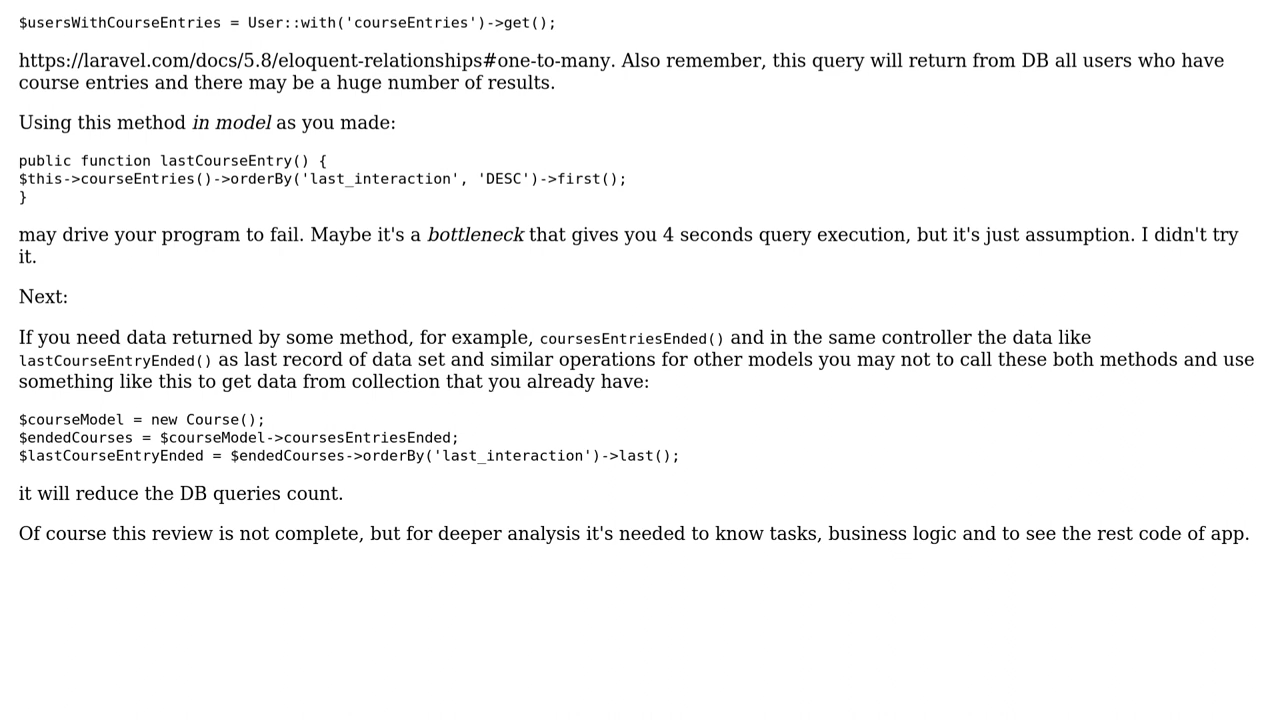 $usersWithCourseEntries = User::with('courseEntries')->get();
https://laravel.com/docs/5.8/eloquent-relationships#one-to-many. Also remember, this query will return from DB all users who have
course entries and there may be a huge number of results.
Using this method in model as you made:
public function lastCourseEntry() {
$this->courseEntries()->orderBy('last_interaction', 'DESC')->first();
}
may drive your program to fail. Maybe it's a bottleneck that gives you 4 seconds query execution, but it's just assumption. I didn't try
it.
Next:
If you need data returned by some method, for example, coursesEntriesEnded() and in the same controller the data like
lastCourseEntryEnded() as last record of data set and similar operations for other models you may not to call these both methods and use
something like this to get data from collection that you already have:
$courseModel = new Course();
$endedCourses = $courseModel->coursesEntriesEnded;
$lastCourseEntryEnded = $endedCourses->orderBy('last_interaction')->last();
it will reduce the DB queries count.
Of course this review is not complete, but for deeper analysis it's needed to know tasks, business logic and to see the rest code of app.